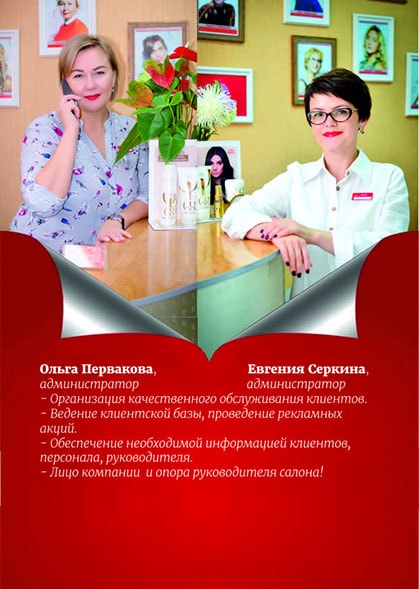 Ольга Первакова, Евгения Серкина,
администратор администратор
- Организация качественного обслуживания клиентов.
- Ведение клиентской базы, проведение рекламных
акций.
- Обеспечение необходимой информацией клиентов,
персонала, руководителя.
- Лицо компании и опора руководителя салона!